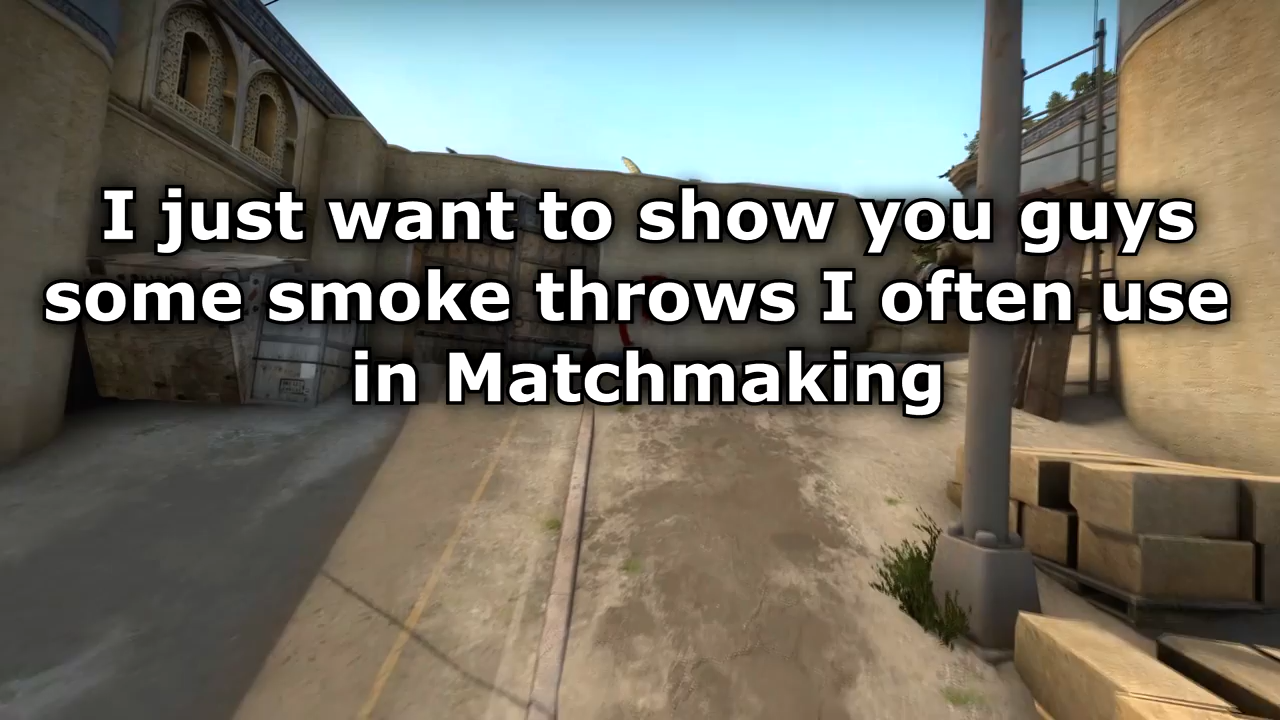 I just want to show you guys
some smoke throws I often use
in Matchmaking